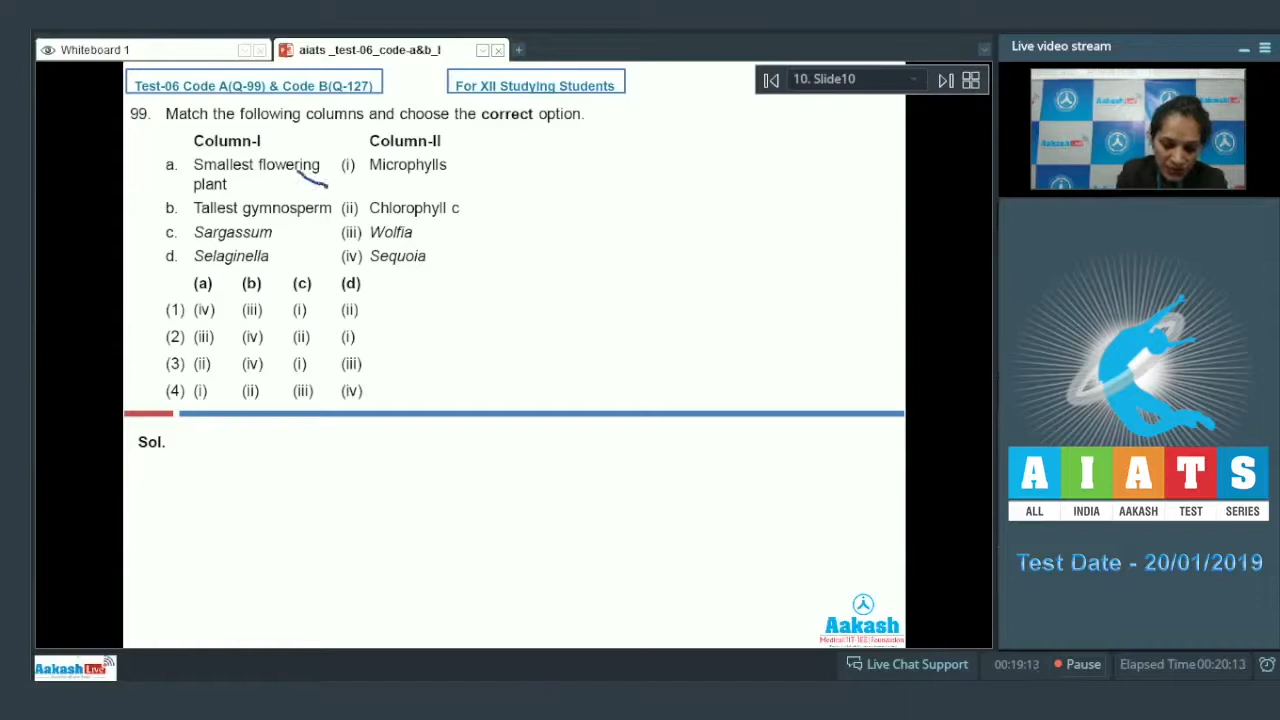 Whiteboard 1
aiats _test-06_code-a&b_I
Live video stream
Test-06 Code A(Q-99) & Code B(Q-127)
For XII Studying Students
10. Slide10
99. Match the following columns and choose the correct option.
Column-I Column-II
a. Smallest flowering (i) Microphylls
plant
b. Tallest gymnosperm (ii) Chlorophyll c
c. Sargassum (iii) Wolfia
d. Selaginella (iv) Sequoia
(a) (b) (c) (d)
(1) (iv) (iii) (i) (ii)
(2) (iii) (iv) (ii) (i)
(3) (ii) (iv) (i) (iii)
(4) (i) (ii) (iii) (iv)
Sol.
Aakash
A I A T S
ALL INDIA AAKASH TEST SERIES
Test Date - 20/01/2019
Aakash Live
Live Chat Support
00:19:13
Pause
Elapsed Time 00:20:13